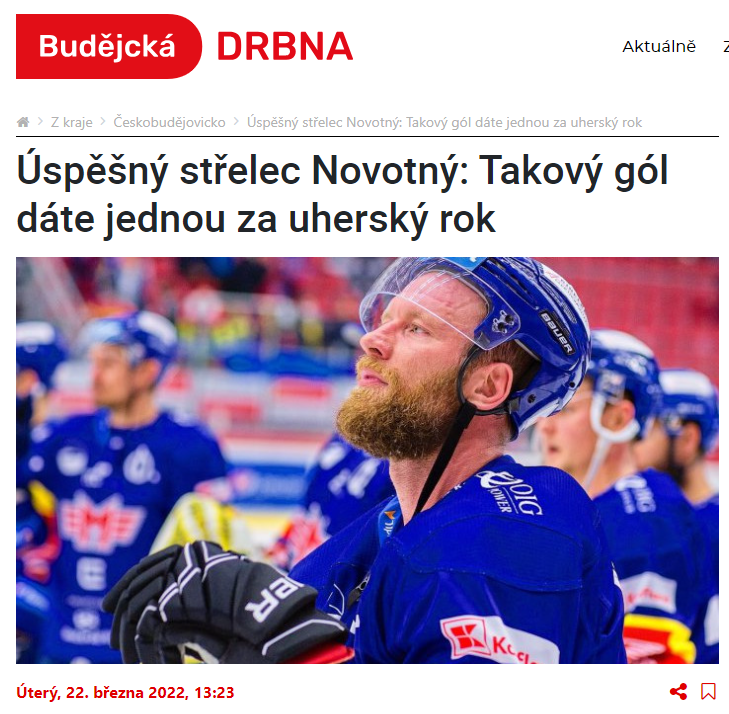 Budějcká DRBNA
Aktuálně
Z kraje > Českobudějovicko > Úspěšný střelec Novotný: Takový gól dáte jednou za uherský rok
Úspěšný střelec Novotný: Takový gól
dáte jednou za uherský rok
BAUER
Úterý, 22. března 2022, 13:23